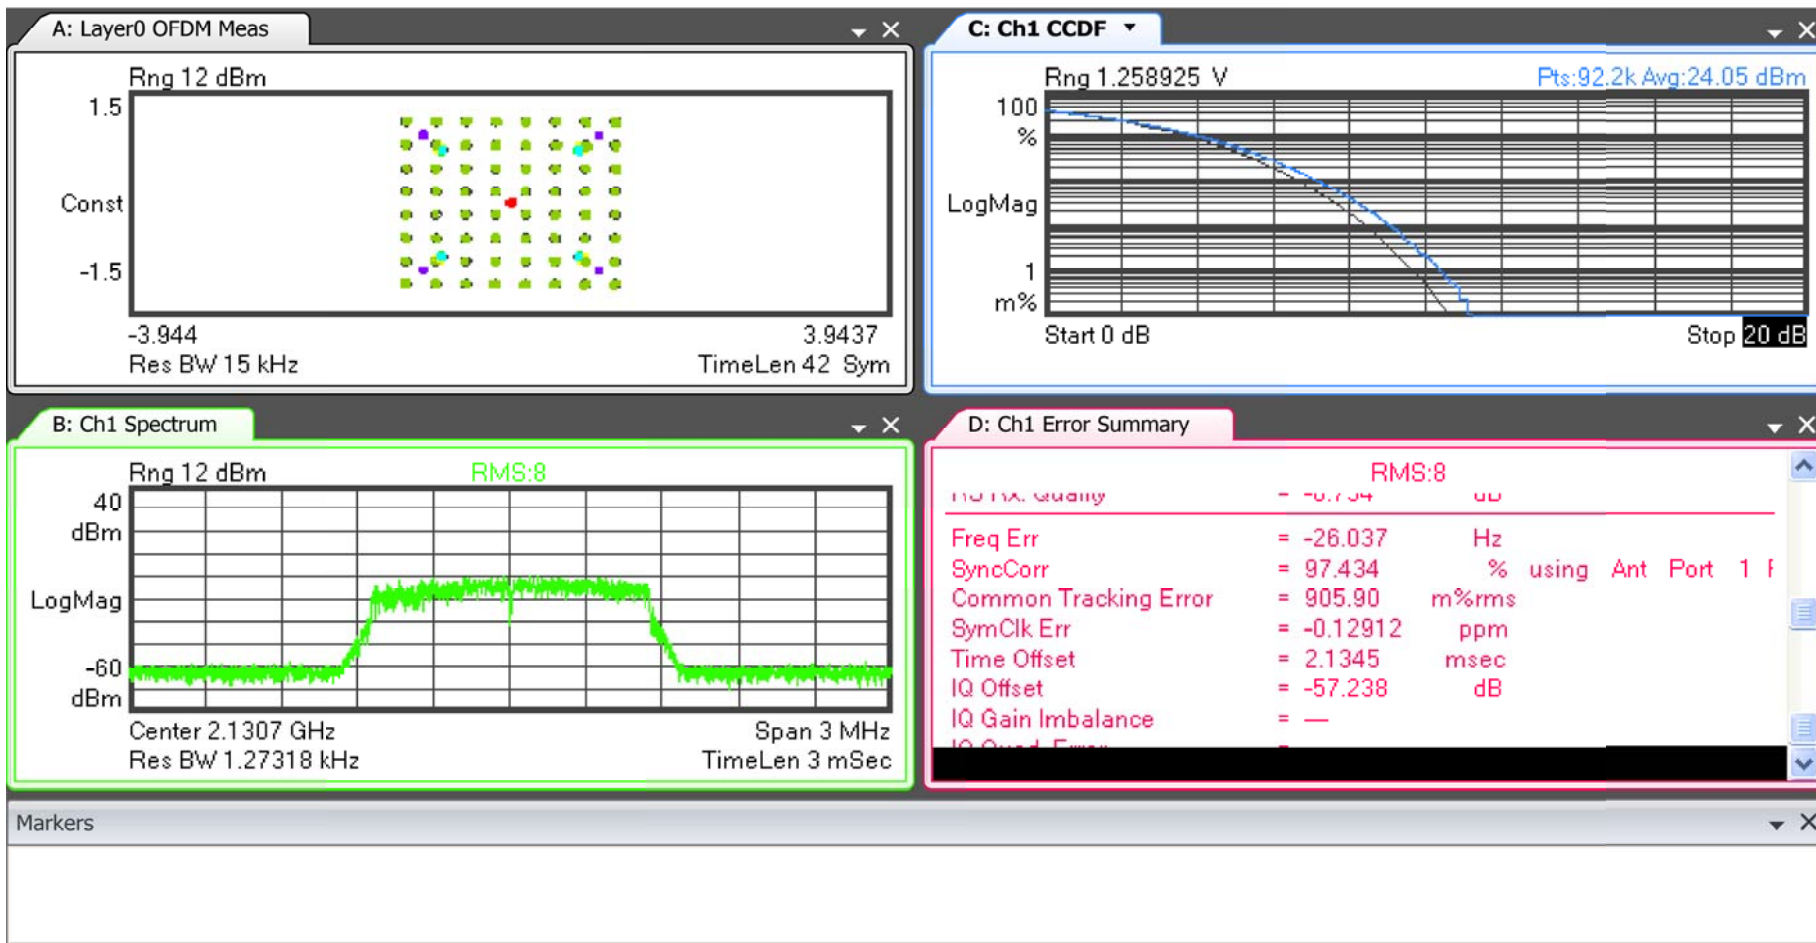 A: Layer0 OFDM Meas
Rng 12 dBm
1.5
Const
-1.5
-3.944
3.9437
Res BW 15 kHz
TimeLen 42 Sym
C: Ch1 CCDF
Rng 1.258925 V
Pts:92.2k Avg:24.05 dBm
100
%
LogMag
1
m%
Start 0 dB
Stop 20 dB
B: Ch1 Spectrum
Rng 12 dBm
RMS:8
40
dBm
LogMag
-60
dBm
Center 2.1307 GHz
Span 3 MHz
Res BW 1.27318 kHz
TimeLen 3 mSec
D: Ch1 Error Summary
RMS:8
Freq Err = -26.037 Hz
SyncCorr = 97.434 % using Ant Port 1
Common Tracking Error = 905.90 m%rms
SymClk Err = -0.12912 ppm
Time Offset = 2.1345 msec
IQ Offset = -57.238 dB
IQ Gain Imbalance = —
Markers